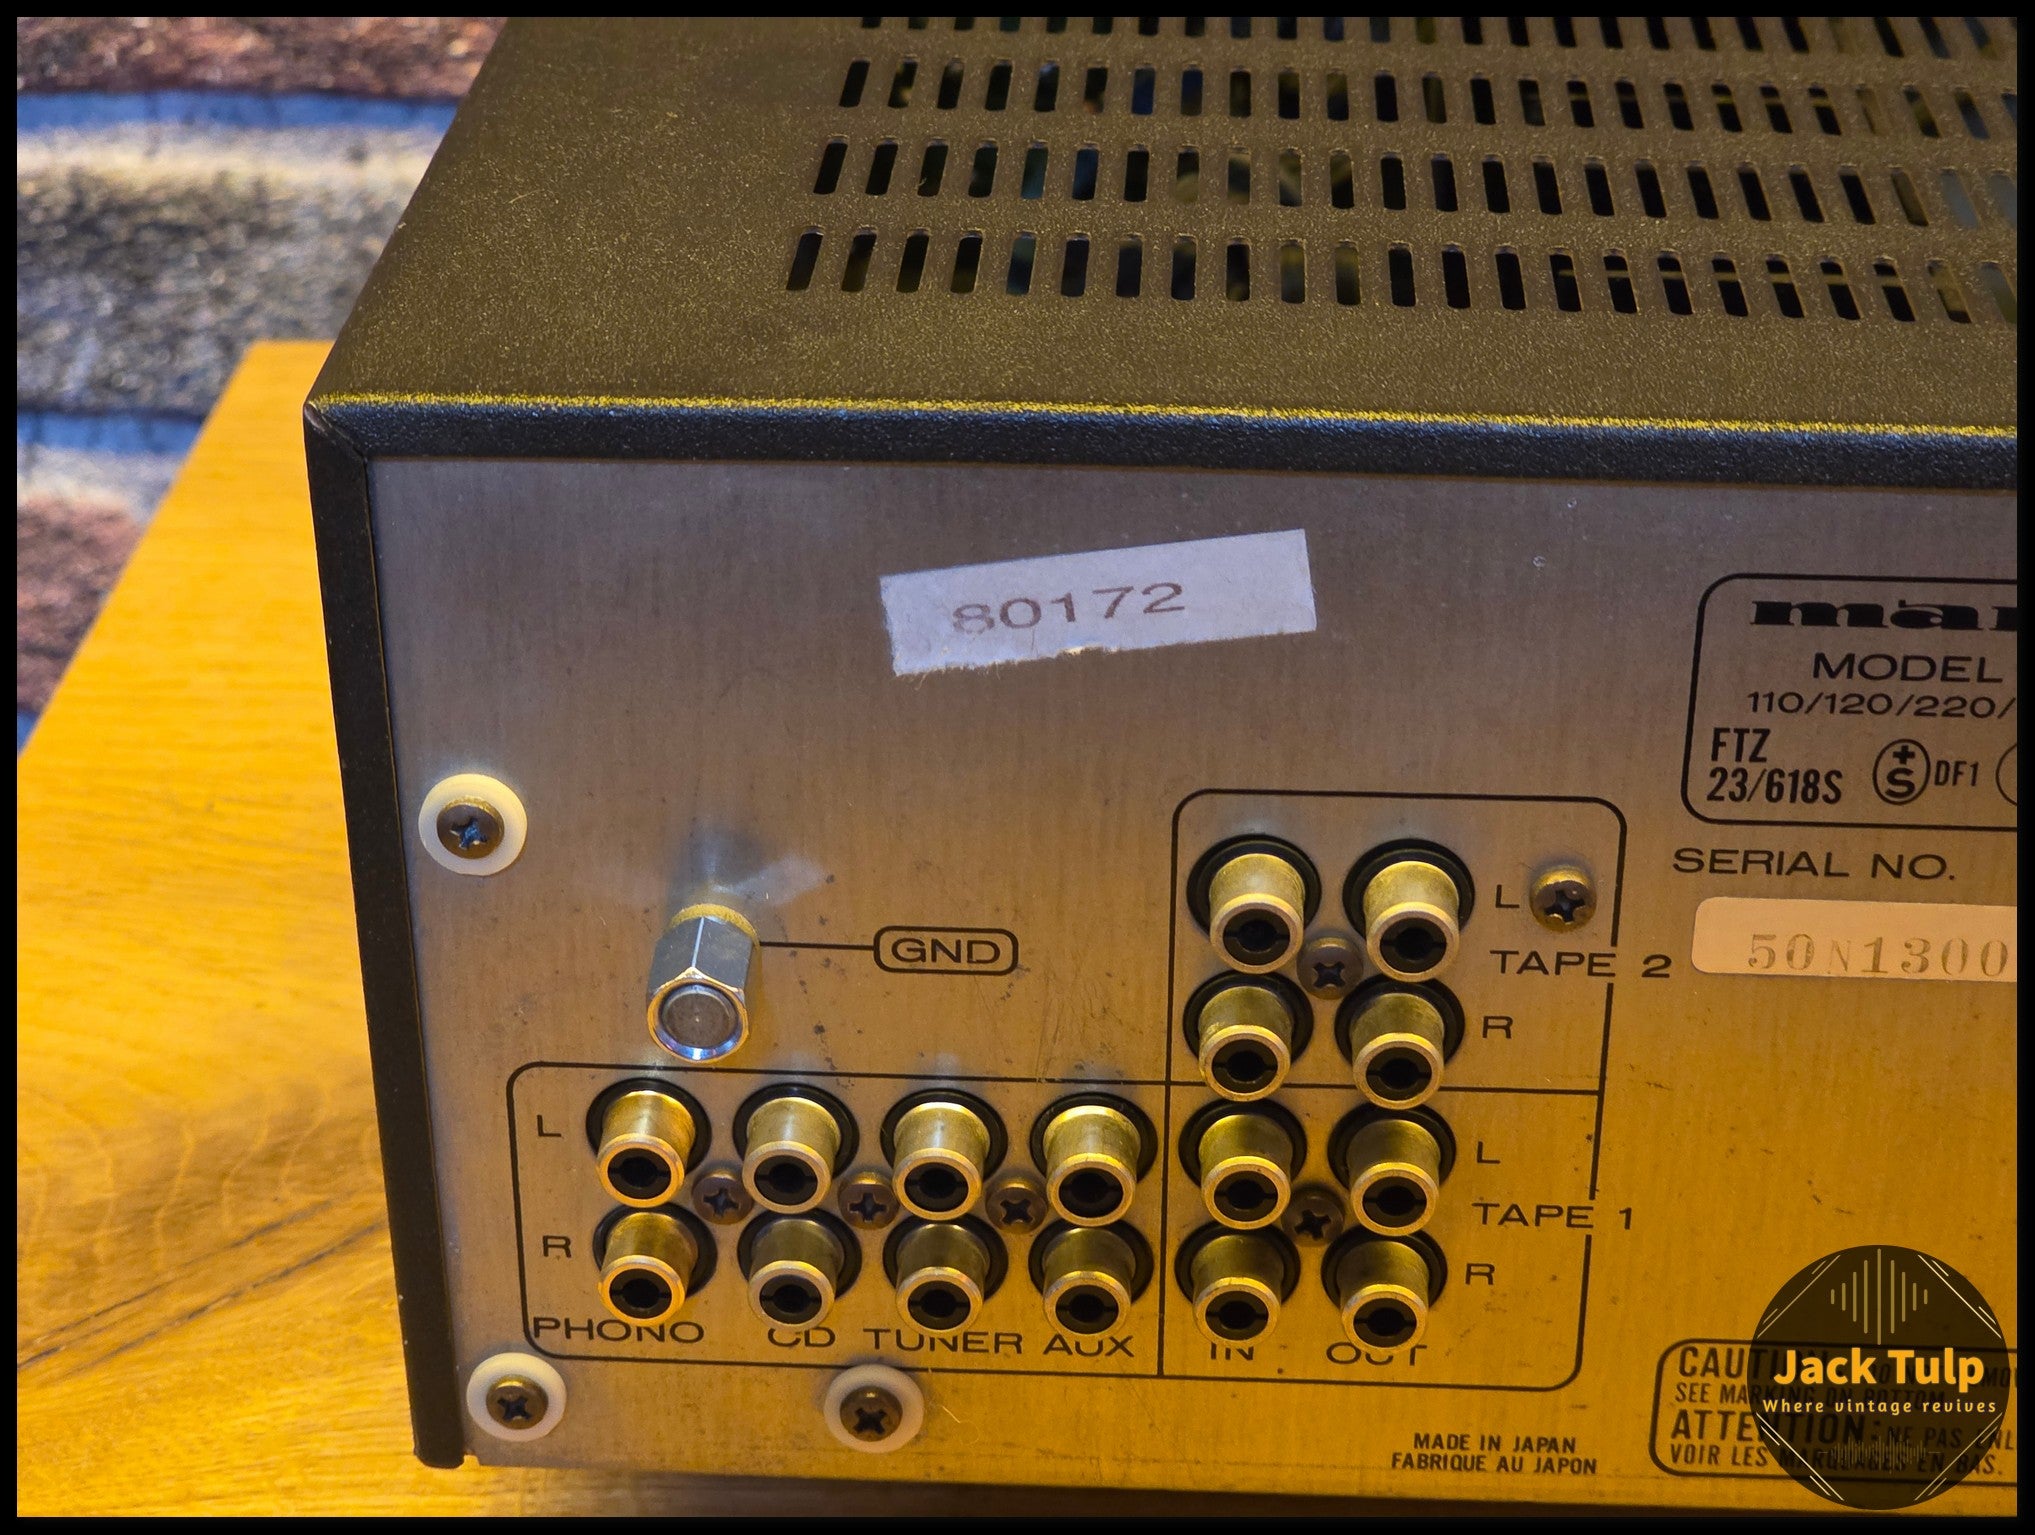 80172
mar
MODEL
110/120/220/
FTZ
23/618S
S DF1
SERIAL NO.
50N1300
GND
L
TAPE 2
R
L
L
TAPE 1
R
R
PHONO CD TUNER AUX IN OUT
MADE IN JAPAN
FABRIQUE AU JAPON
SEE MARKING ON BOTTOM
ATTENTION: NE PAS
VOIR LES MARQUAGES EN BAS.
Jack Tulp
Where vintage revives